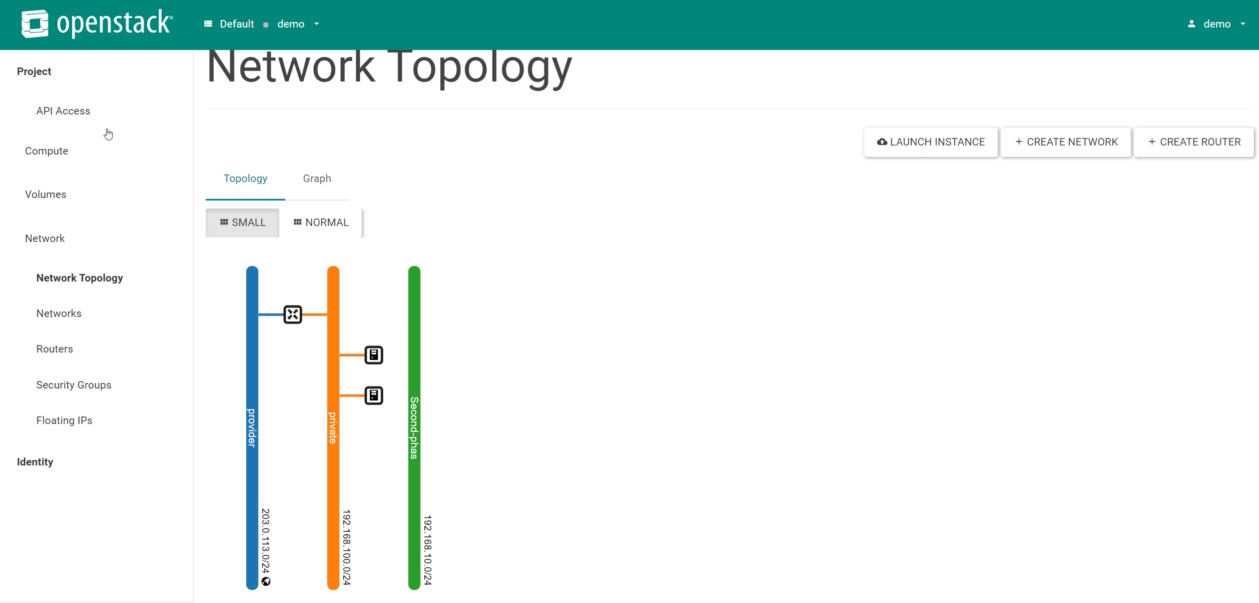 openstack. Default demo demo
Project
API Access
Compute
Volumes
Network
Network Topology
Networks
Routers
Security Groups
Floating IPs
Identity
Network Topology
LAUNCH INSTANCE + CREATE NETWORK + CREATE ROUTER
Topology Graph
SMALL NORMAL
provider
203.0.113.0/24
private
192.168.100.0/24
Second-phas
192.168.10.0/24